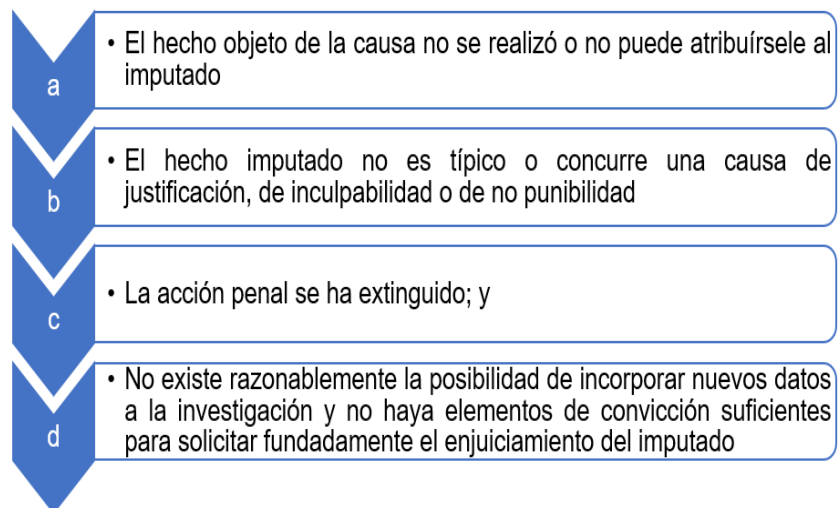 • El hecho objeto de la causa no se realizó o no puede atribuírsele al
imputado
a
• El hecho imputado no es típico o concurre una causa de
justificación, de inculpabilidad o de no punibilidad
b
• La acción penal se ha extinguido; y
c
• No existe razonablemente la posibilidad de incorporar nuevos datos
a la investigación y no haya elementos de convicción suficientes
para solicitar fundadamente el enjuiciamiento del imputado
d